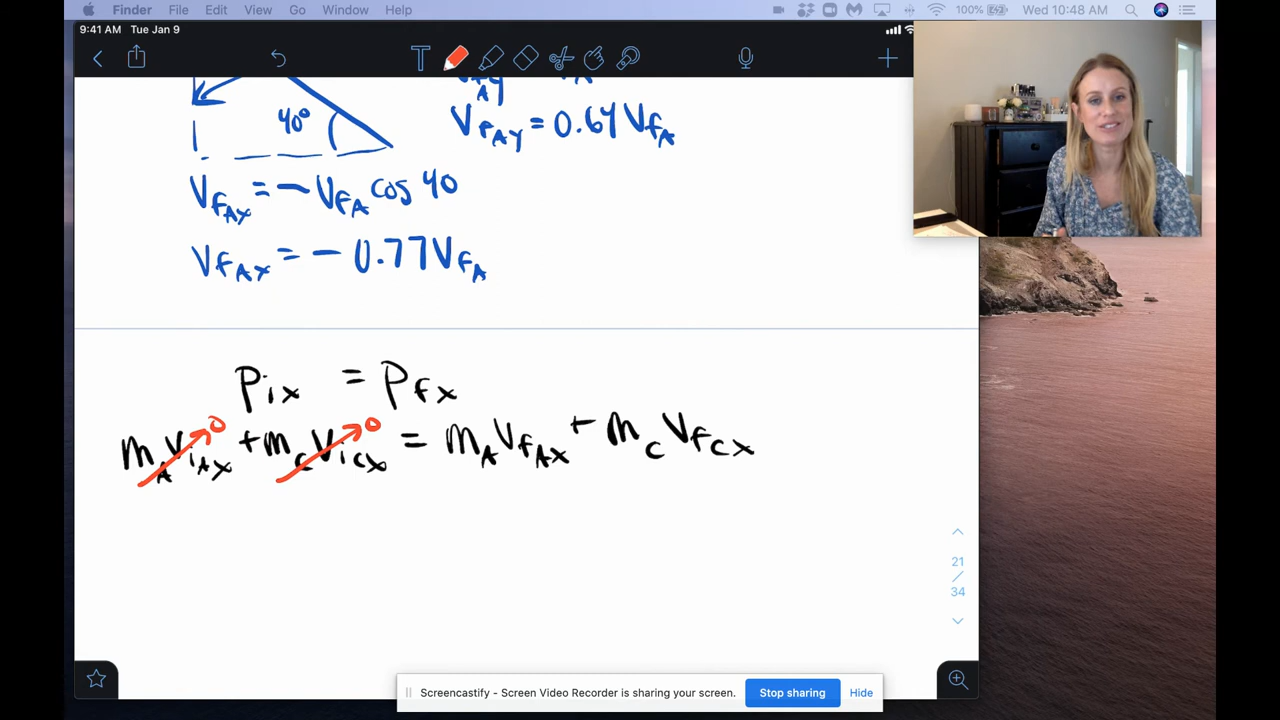 Finder File Edit View Go Window Help 100% Wed 10:48 AM
9:41 AM Tue Jan 9
T
40°
V_fAy = 0.64 V_fA
V_fAx = - V_fA cos 40
V_fAx = - 0.77 V_fA
p_ix = p_fx
0 0
m_A V_iAx + m_C V_iCx = m_A V_fAx + m_C V_fCx
21
/
34
Screencastify - Screen Video Recorder is sharing your screen. Stop sharing Hide